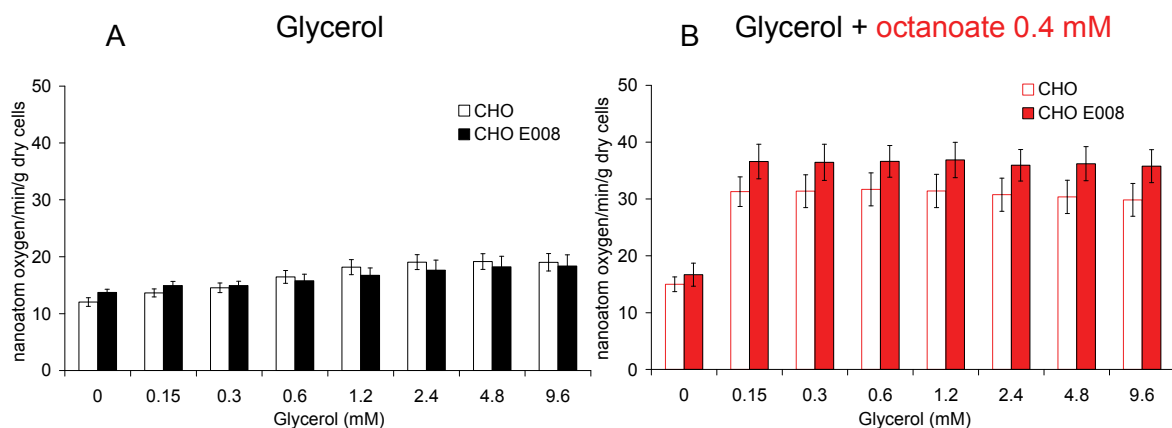 A
Glycerol
nanoatom oxygen/min/g dry cells
50
40
30
20
10
0
CHO
CHO E008
0 0.15 0.3 0.6 1.2 2.4 4.8 9.6
Glycerol (mM)
B
Glycerol + octanoate 0.4 mM
nanoatom oxygen/min/g dry cells
50
40
30
20
10
0
CHO
CHO E008
0 0.15 0.3 0.6 1.2 2.4 4.8 9.6
Glycerol (mM)